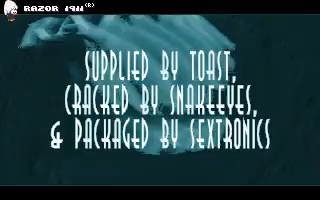 RAZOR 1911 (R)
SUPPLIED BY TOAST,
CRACKED BY SNAKEEYES,
& PACKAGED BY SEXTRONICS